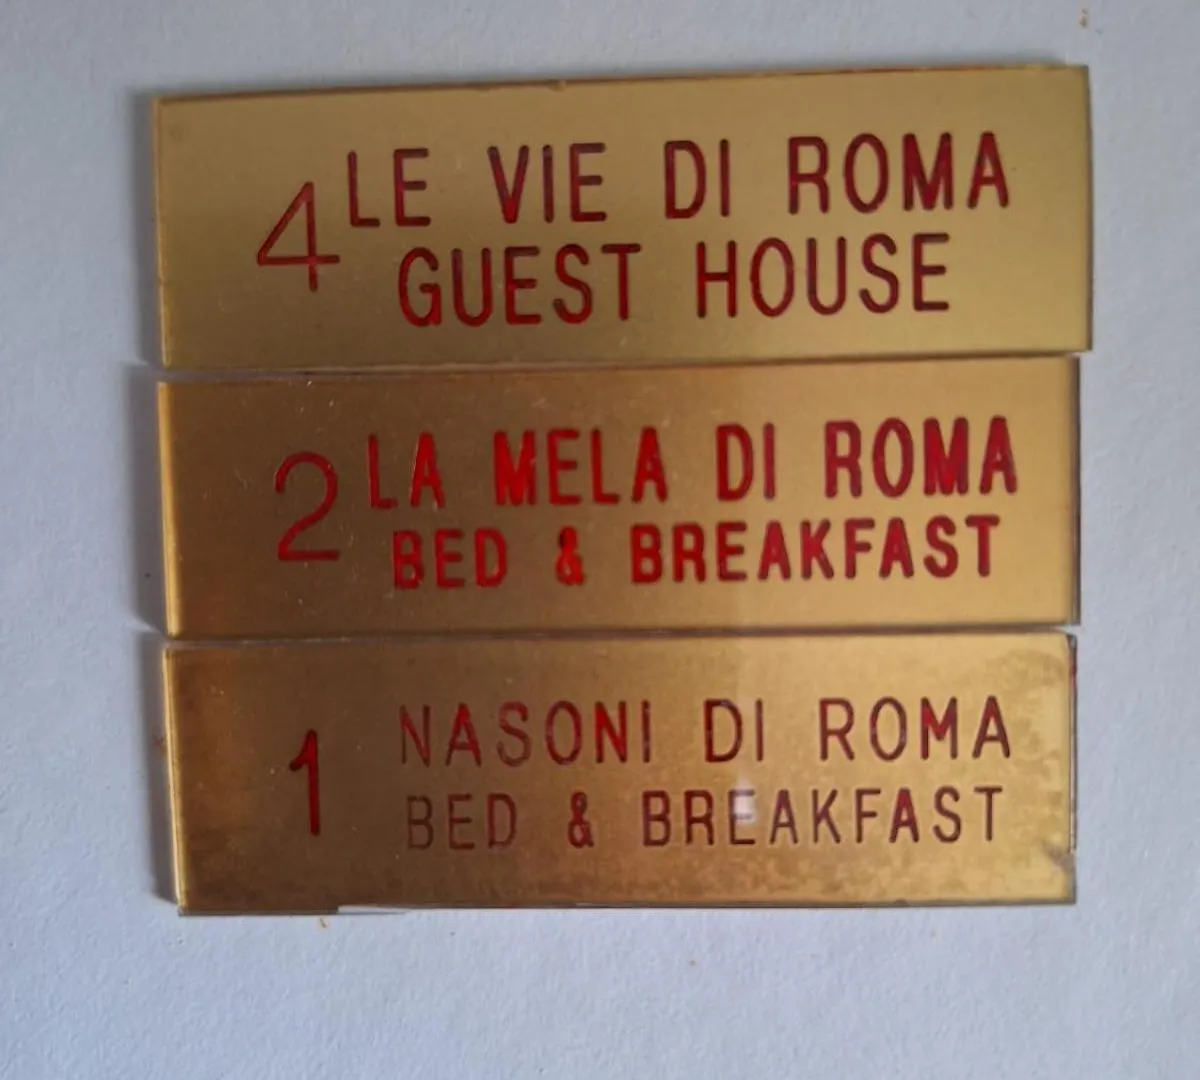 4 LE VIE DI ROMA
GUEST HOUSE
2 LA MELA DI ROMA
BED & BREAKFAST
1 NASONI DI ROMA
BED & BREAKFAST